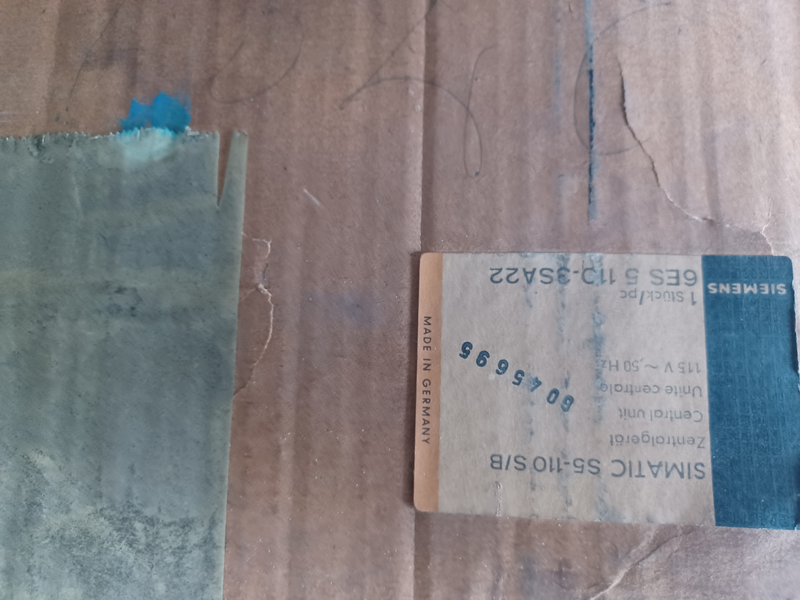 SIEMENS
SIMATIC S5-110 S/B
Zentralgerät
Central unit
Unité centrale
115 V ~, 50 Hz
1 Stück/pc
6ES 5 110-3SA22
MADE IN GERMANY